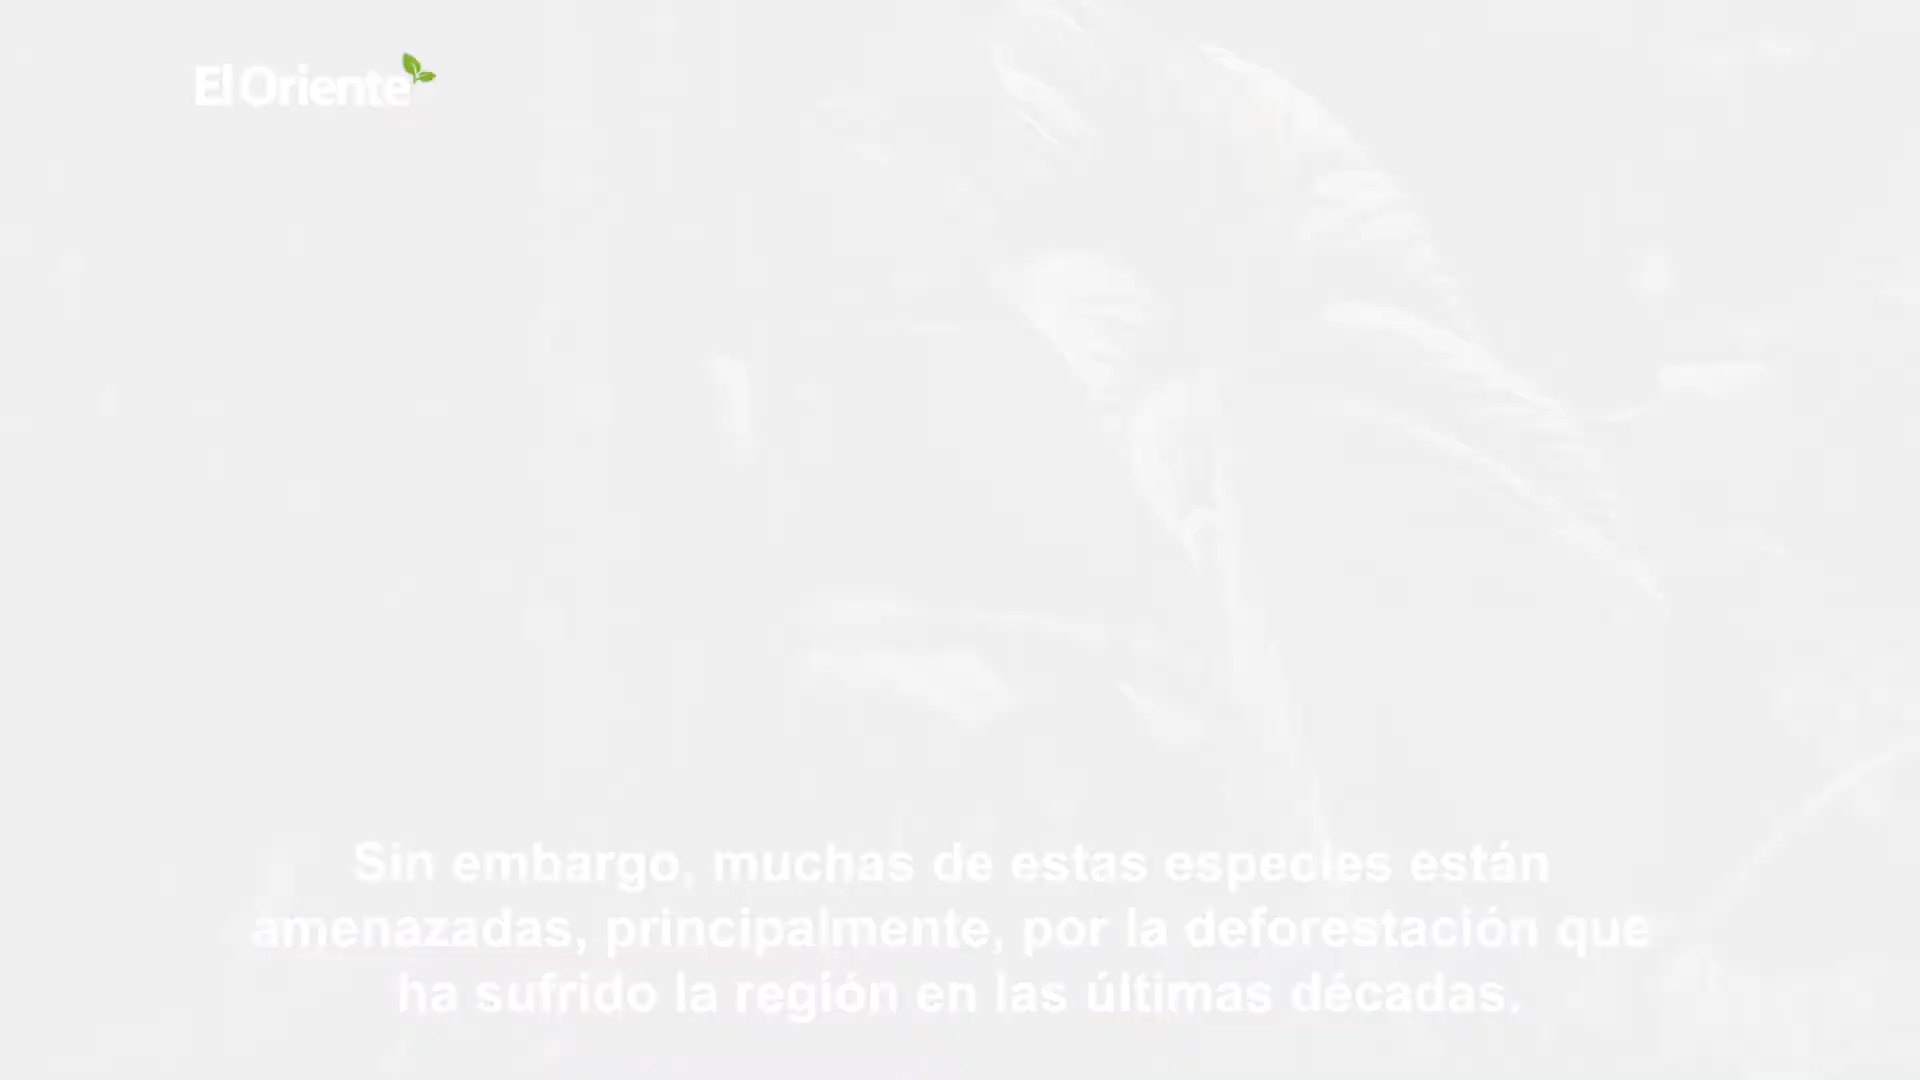 El Oriente
Sin embargo, muchas de estas especies están
amenazadas, principalmente, por la deforestación que
ha sufrido la región en las últimas décadas.